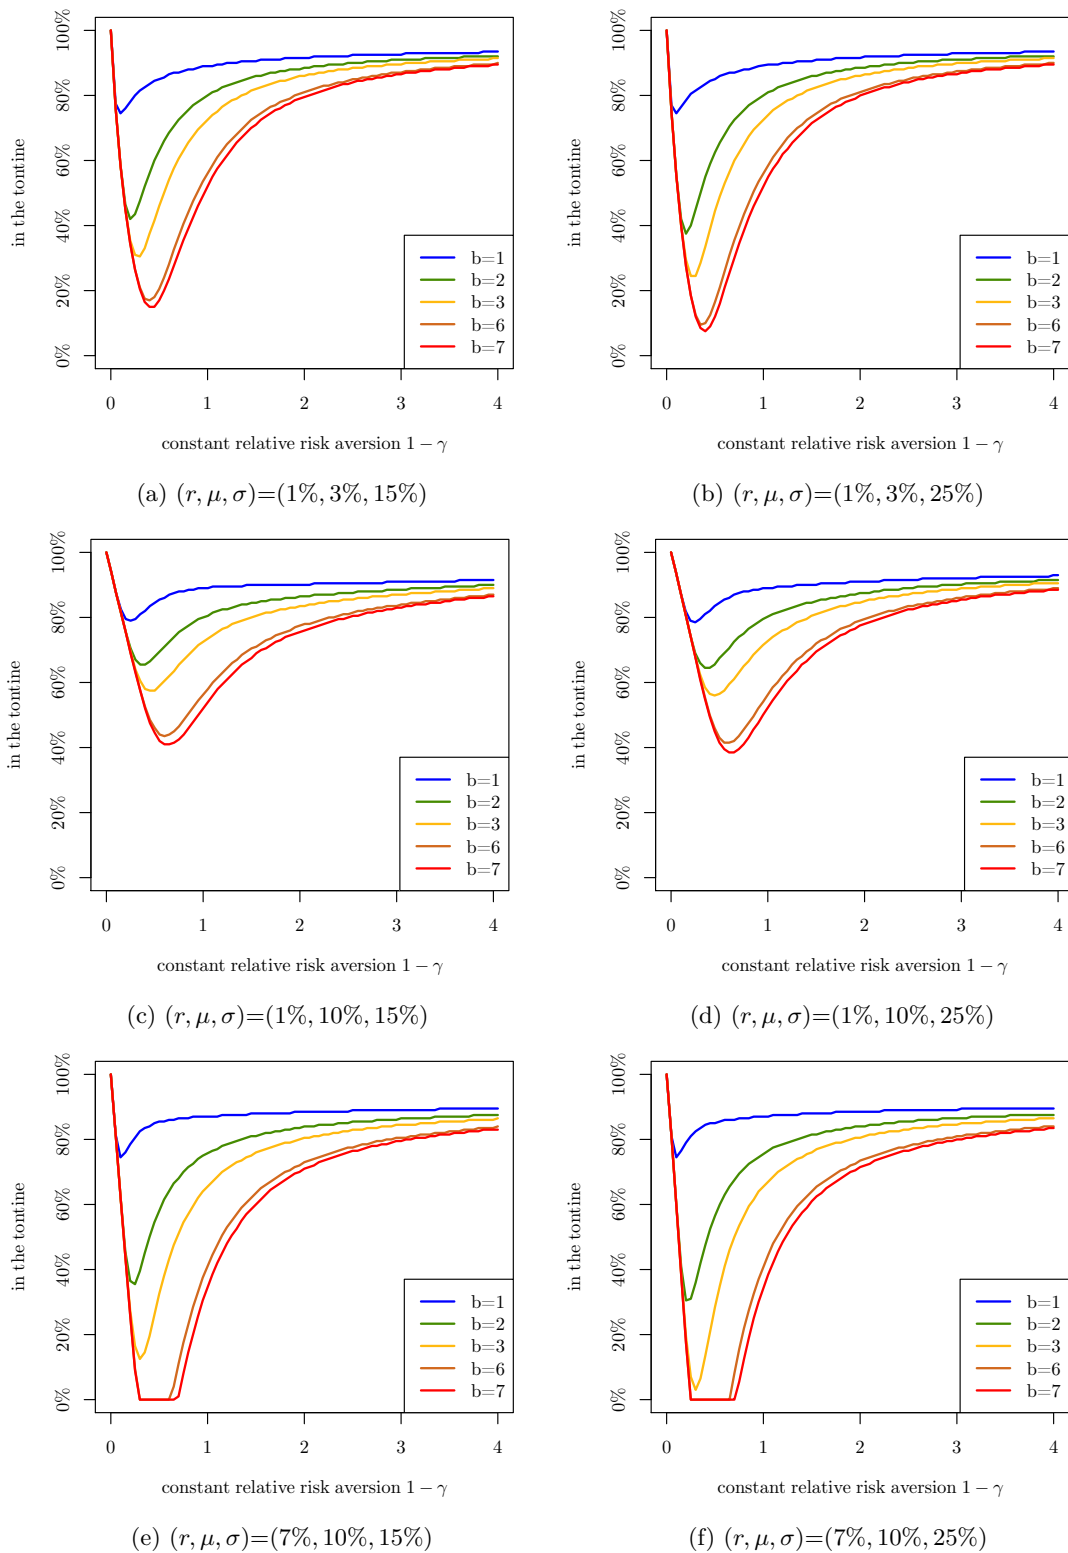 in the tontine
0% 20% 40% 60% 80% 100%
b=1
b=2
b=3
b=6
b=7
0 1 2 3 4
constant relative risk aversion 1 − γ
(a) (r, μ, σ)=(1%, 3%, 15%)
in the tontine
0% 20% 40% 60% 80% 100%
b=1
b=2
b=3
b=6
b=7
0 1 2 3 4
constant relative risk aversion 1 − γ
(b) (r, μ, σ)=(1%, 3%, 25%)
in the tontine
0% 20% 40% 60% 80% 100%
b=1
b=2
b=3
b=6
b=7
0 1 2 3 4
constant relative risk aversion 1 − γ
(c) (r, μ, σ)=(1%, 10%, 15%)
in the tontine
0% 20% 40% 60% 80% 100%
b=1
b=2
b=3
b=6
b=7
0 1 2 3 4
constant relative risk aversion 1 − γ
(d) (r, μ, σ)=(1%, 10%, 25%)
in the tontine
0% 20% 40% 60% 80% 100%
b=1
b=2
b=3
b=6
b=7
0 1 2 3 4
constant relative risk aversion 1 − γ
(e) (r, μ, σ)=(7%, 10%, 15%)
in the tontine
0% 20% 40% 60% 80% 100%
b=1
b=2
b=3
b=6
b=7
0 1 2 3 4
constant relative risk aversion 1 − γ
(f) (r, μ, σ)=(7%, 10%, 25%)